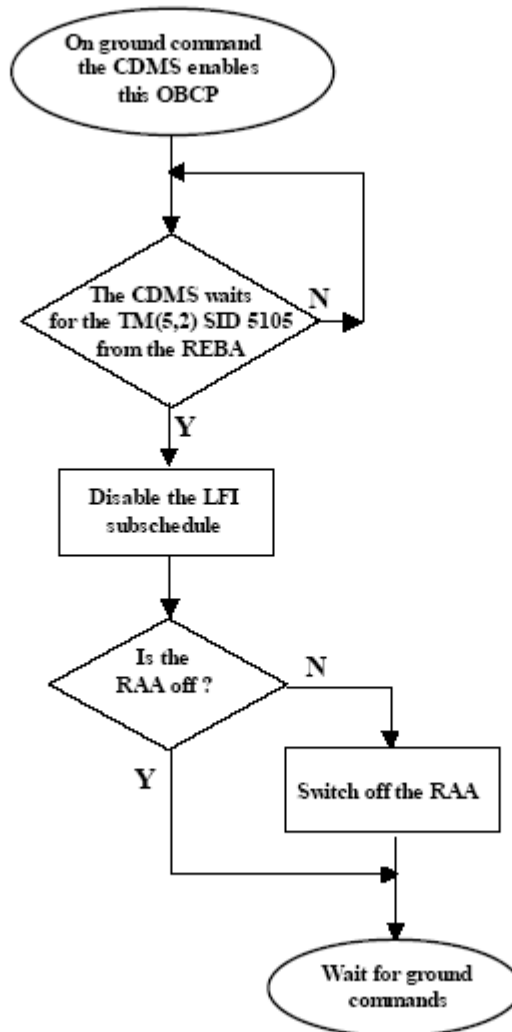 On ground command
the CDMS enables
this OBCP
The CDMS waits
for the TM(5,2) SID 5105
from the REBA
N
Y
Disable the LFI
subschedule
Is the
RAA off ?
N
Y
Switch off the RAA
Wait for ground
commands